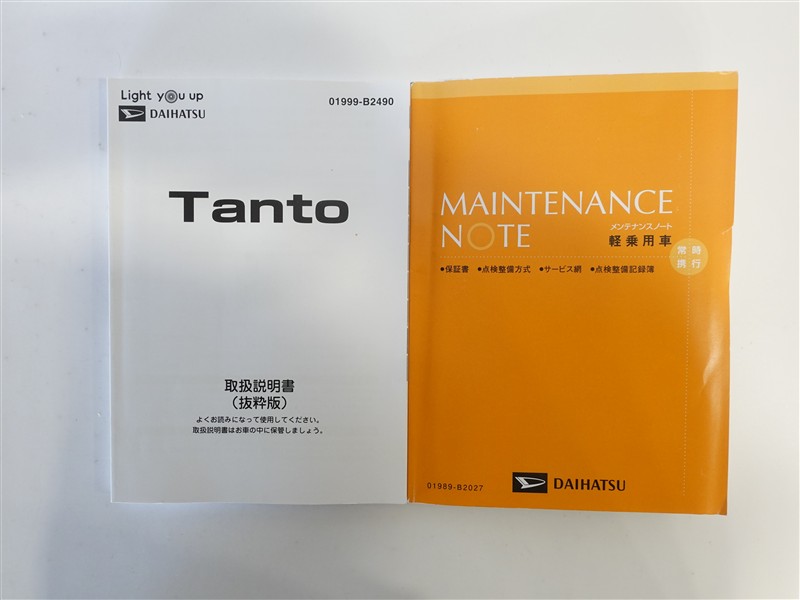 Light you up
DAIHATSU
01999-B2490
Tanto
取扱説明書
（抜粋版）
よくお読みになって使用してください。
取扱説明書はお車の中に保管しましょう。
MAINTENANCE
NOTE
メンテナンスノート
軽乗用車
常時
携行
●保証書 ●点検整備方式 ●サービス網 ●点検整備記録簿
01989-B2027
DAIHATSU